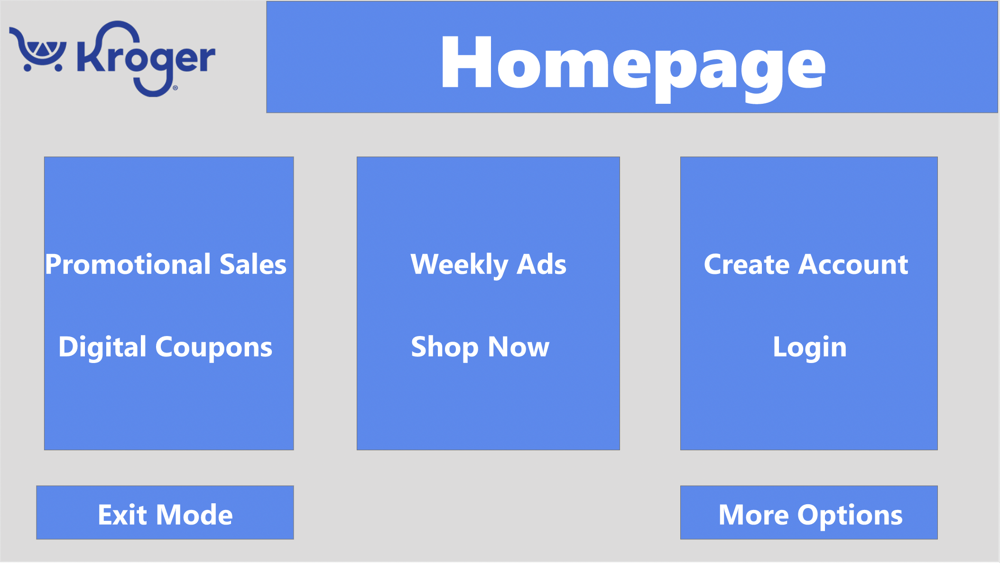 Kroger®
Homepage
Promotional Sales
Digital Coupons
Weekly Ads
Shop Now
Create Account
Login
Exit Mode
More Options